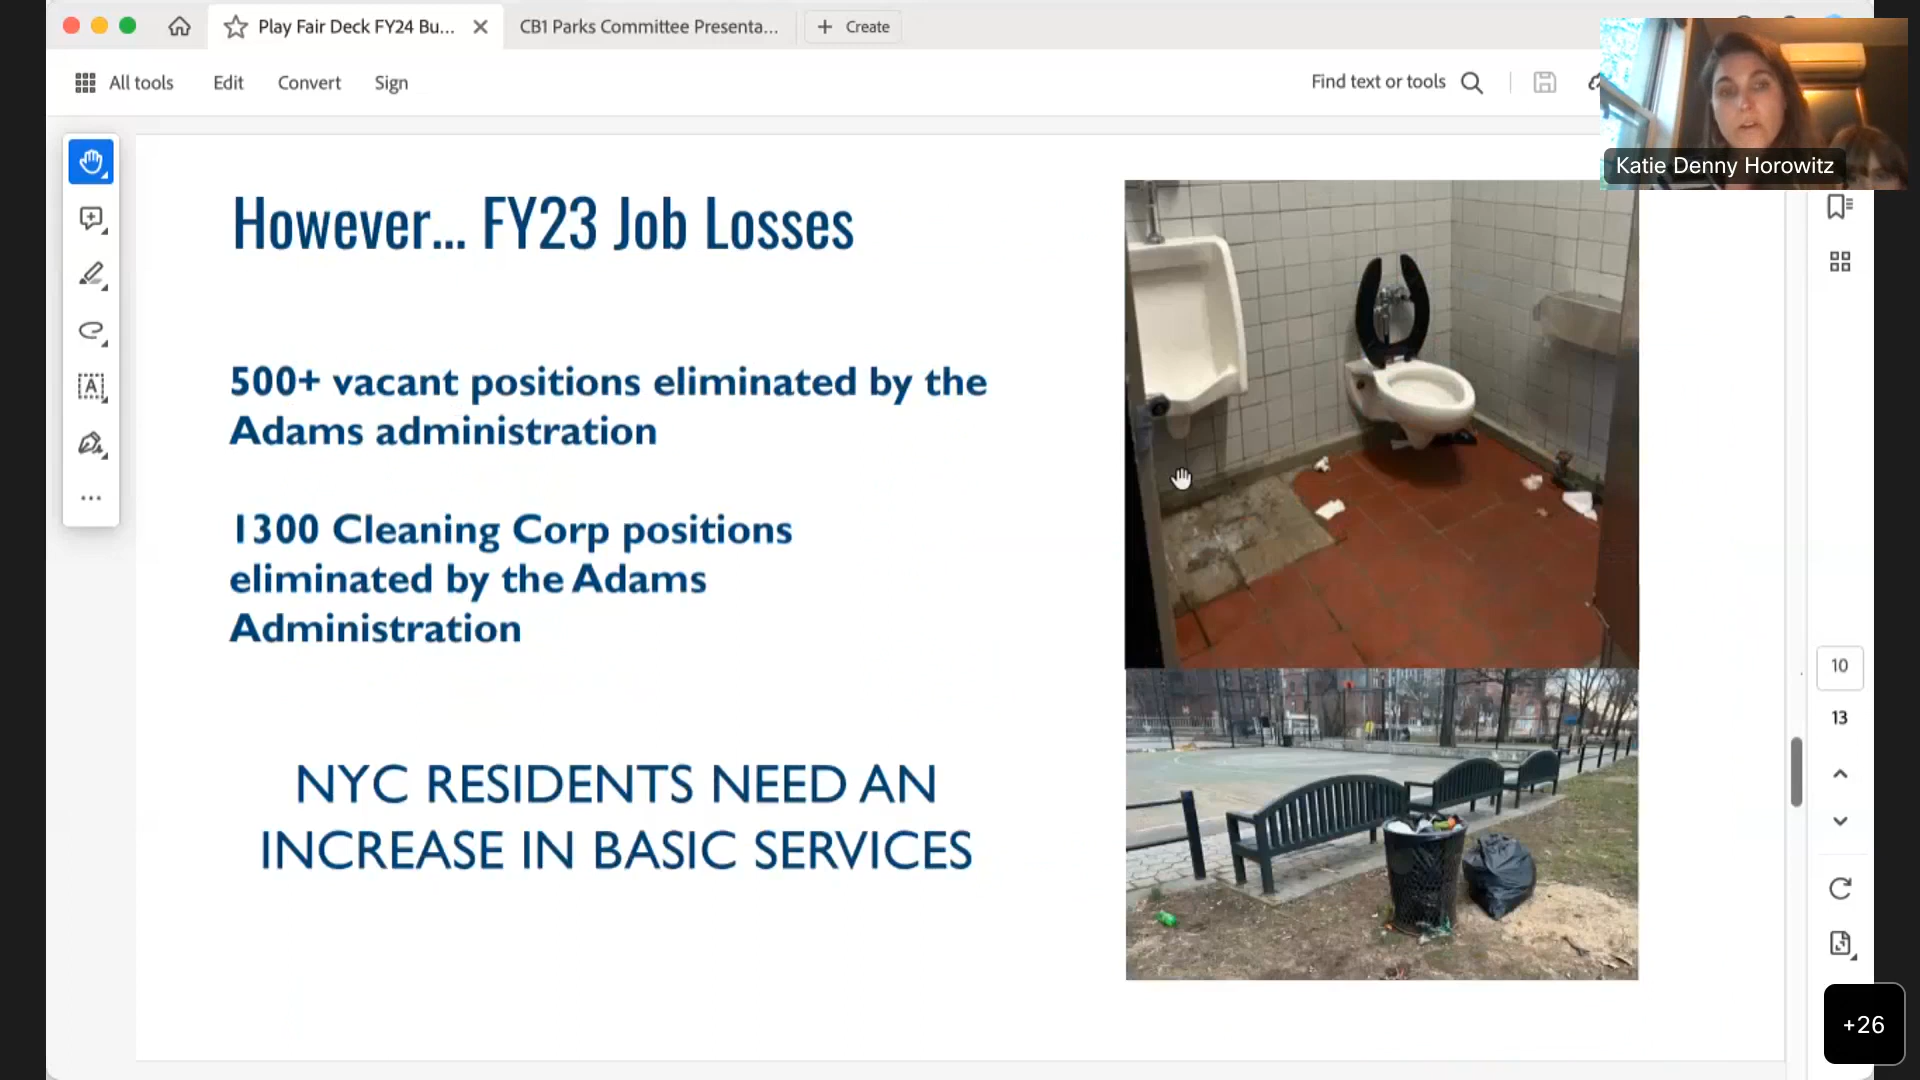 Play Fair Deck FY24 Bu...
CB1 Parks Committee Presenta...
Create
All tools
Edit
Convert
Sign
Find text or tools
Katie Denny Horowitz
However... FY23 Job Losses
500+ vacant positions eliminated by the
Adams administration
1300 Cleaning Corp positions
eliminated by the Adams
Administration
NYC RESIDENTS NEED AN
INCREASE IN BASIC SERVICES
10
13
+26